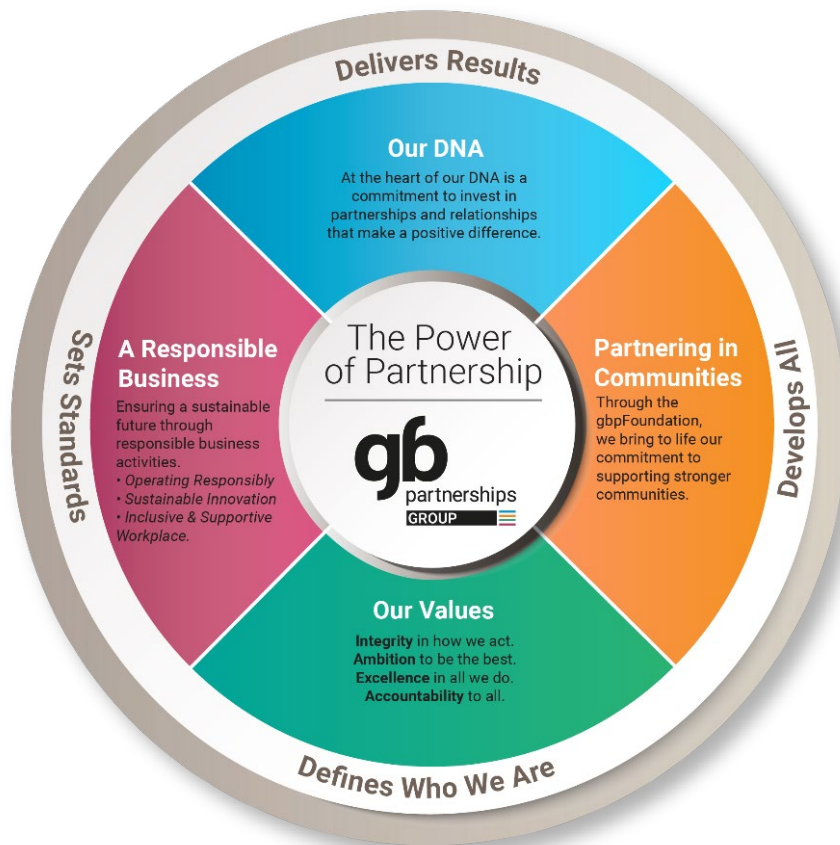 Delivers Results
Our DNA
At the heart of our DNA is a
commitment to invest in
partnerships and relationships
that make a positive difference.
Sets Standards
A Responsible
Business
Ensuring a sustainable
future through
responsible business
activities.
• Operating Responsibly
• Sustainable Innovation
• Inclusive & Supportive
Workplace.
The Power
of Partnership
gb
partnerships
GROUP
Partnering in
Communities
Through the
gbpFoundation,
we bring to life our
commitment to
supporting stronger
communities.
Develops All
Our Values
Integrity in how we act.
Ambition to be the best.
Excellence in all we do.
Accountability to all.
Defines Who We Are